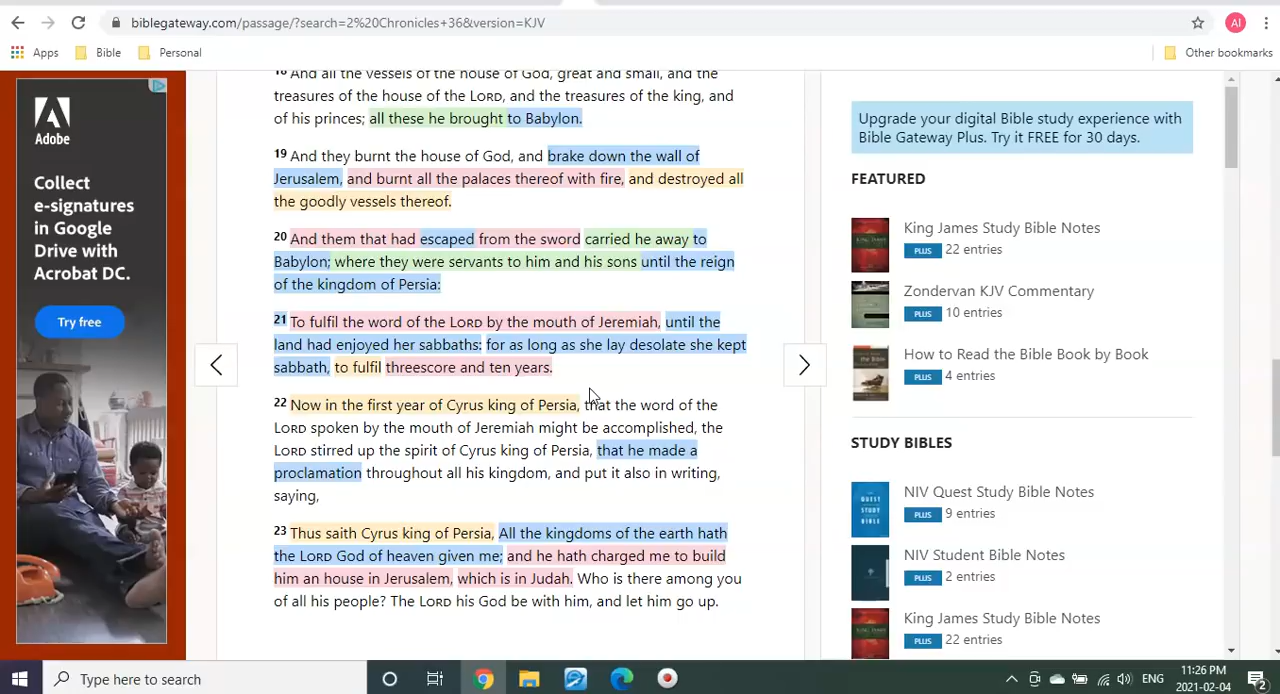 biblegateway.com/passage/?search=2%20Chronicles+36&version=KJV
AI
Apps
Bible
Personal
Other bookmarks
Adobe
Collect
e-signatures
in Google
Drive with
Acrobat DC.
Try free
18 And all the vessels of the house of God, great and small, and the
treasures of the house of the LORD, and the treasures of the king, and
of his princes; all these he brought to Babylon.
19 And they burnt the house of God, and brake down the wall of
Jerusalem, and burnt all the palaces thereof with fire, and destroyed all
the goodly vessels thereof.
20 And them that had escaped from the sword carried he away to
Babylon; where they were servants to him and his sons until the reign
of the kingdom of Persia:
21 To fulfil the word of the LORD by the mouth of Jeremiah, until the
land had enjoyed her sabbaths: for as long as she lay desolate she kept
sabbath, to fulfil threescore and ten years.
22 Now in the first year of Cyrus king of Persia, that the word of the
LORD spoken by the mouth of Jeremiah might be accomplished, the
LORD stirred up the spirit of Cyrus king of Persia, that he made a
proclamation throughout all his kingdom, and put it also in writing,
saying,
23 Thus saith Cyrus king of Persia, All the kingdoms of the earth hath
the LORD God of heaven given me; and he hath charged me to build
him an house in Jerusalem, which is in Judah. Who is there among you
of all his people? The LORD his God be with him, and let him go up.
Upgrade your digital Bible study experience with
Bible Gateway Plus. Try it FREE for 30 days.
FEATURED
King James Study Bible Notes
PLUS 22 entries
Zondervan KJV Commentary
PLUS 10 entries
How to Read the Bible Book by Book
PLUS 4 entries
STUDY BIBLES
NIV Quest Study Bible Notes
PLUS 9 entries
NIV Student Bible Notes
PLUS 2 entries
King James Study Bible Notes
PLUS 22 entries
Type here to search
ENG
11:26 PM
2021-02-04
2